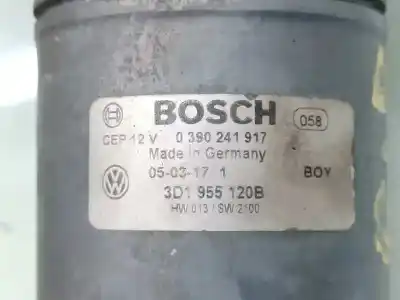 BOSCH 058
CEP 12 V 0 390 241 917
Made in Germany
05-03-17 1 BOY
3D1 955 120B
HW 013 / SW 2100